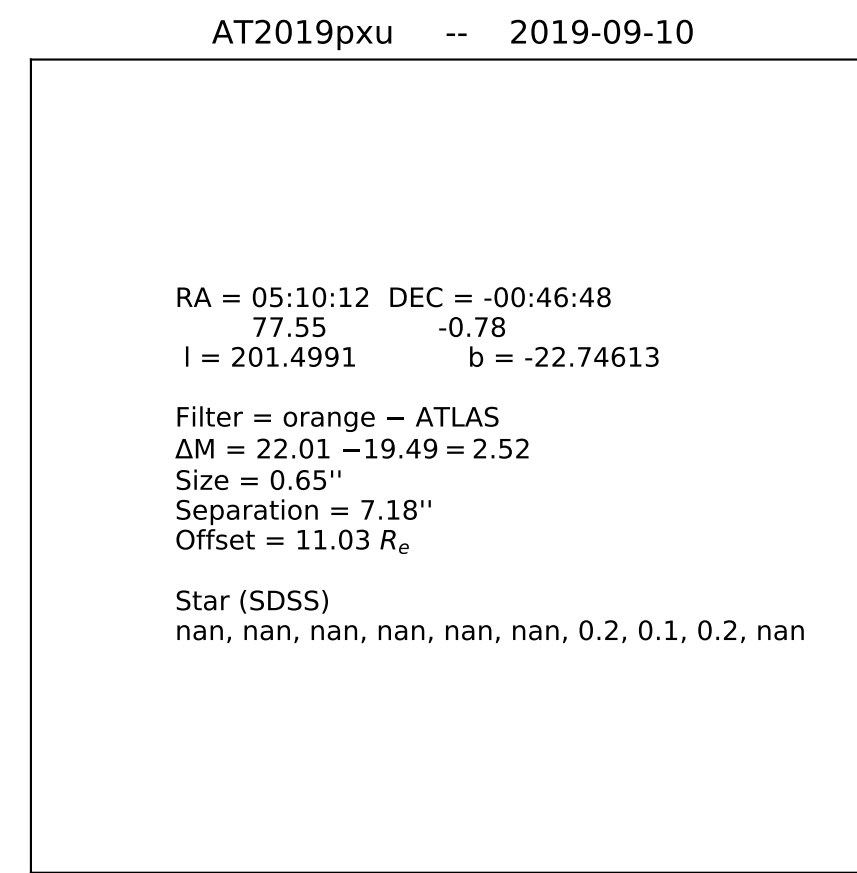 AT2019pxu -- 2019-09-10
RA = 05:10:12 DEC = -00:46:48
77.55 -0.78
l = 201.4991 b = -22.74613
Filter = orange − ATLAS
ΔM = 22.01 −19.49 = 2.52
Size = 0.65''
Separation = 7.18''
Offset = 11.03 Rₑ
Star (SDSS)
nan, nan, nan, nan, nan, nan, 0.2, 0.1, 0.2, nan